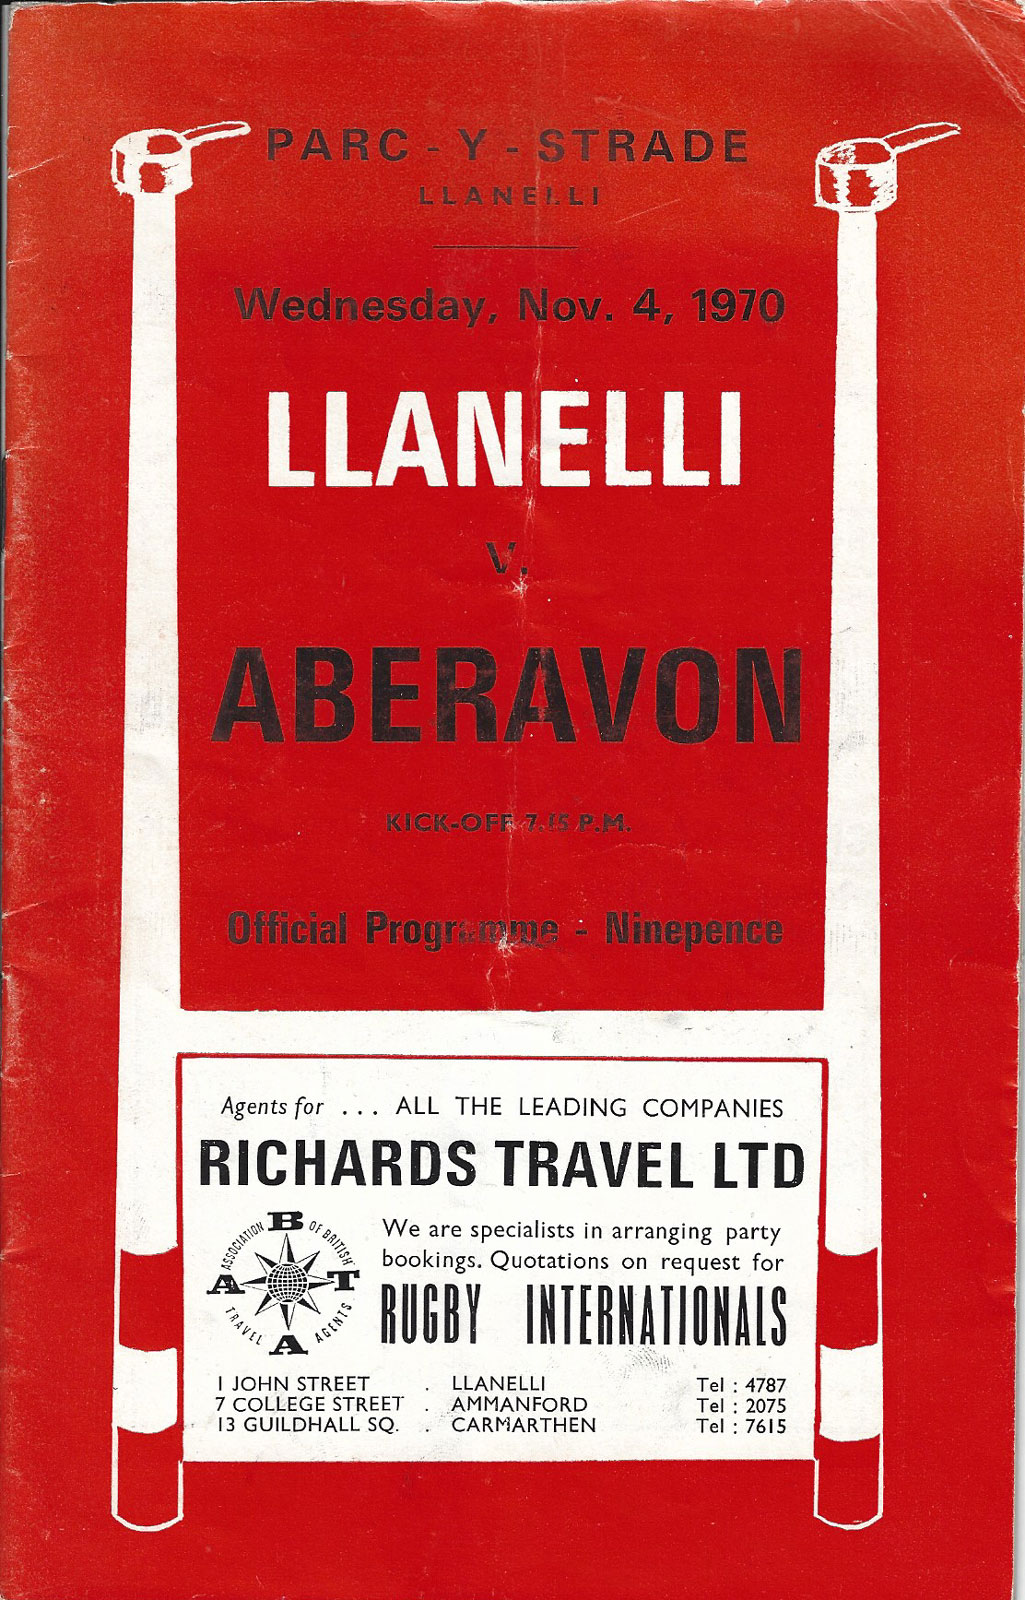 PARC - Y - STRADE
LLANELLI
Wednesday, Nov. 4, 1970
LLANELLI
v.
ABERAVON
KICK-OFF 7.15 P.M.
Official Programme - Ninepence
Agents for ... ALL THE LEADING COMPANIES
RICHARDS TRAVEL LTD
ABTA
ASSOCIATION OF BRITISH TRAVEL AGENTS
We are specialists in arranging party
bookings. Quotations on request for
RUGBY INTERNATIONALS
1 JOHN STREET . LLANELLI Tel : 4787
7 COLLEGE STREET . AMMANFORD Tel : 2075
13 GUILDHALL SQ. . CARMARTHEN Tel : 7615